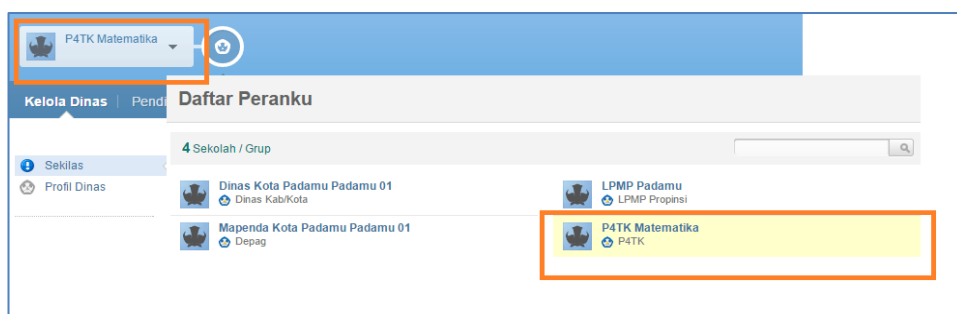 P4TK Matematika
Kelola Dinas | Pendi
Daftar Peranku
4 Sekolah / Grup
Sekilas
Profil Dinas
Dinas Kota Padamu Padamu 01
Dinas Kab/Kota
LPMP Padamu
LPMP Propinsi
Mapenda Kota Padamu Padamu 01
Depag
P4TK Matematika
P4TK